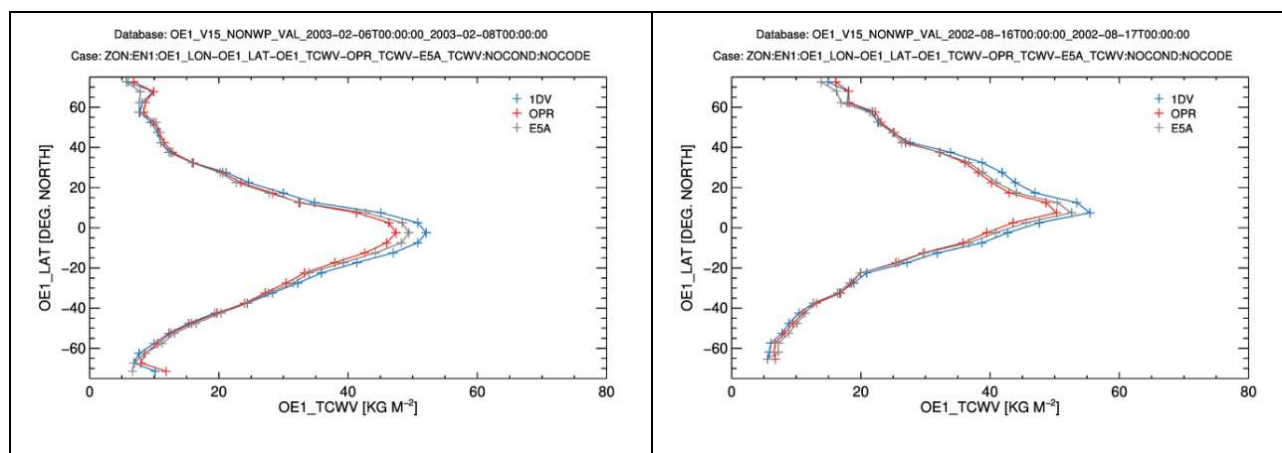 Database: OE1_V15_NONWP_VAL_2003-02-06T00:00:00_2003-02-08T00:00:00
Case: ZON:EN1:OE1_LON-OE1_LAT-OE1_TCWV-OPR_TCWV-E5A_TCWV:NOCOND:NOCODE
1DV
OPR
E5A
60
40
20
0
−20
−40
−60
OE1_LAT [DEG. NORTH]
0 20 40 60 80
OE1_TCWV [KG M⁻²]
Database: OE1_V15_NONWP_VAL_2002-08-16T00:00:00_2002-08-17T00:00:00
Case: ZON:EN1:OE1_LON-OE1_LAT-OE1_TCWV-OPR_TCWV-E5A_TCWV:NOCOND:NOCODE
1DV
OPR
E5A
60
40
20
0
−20
−40
−60
OE1_LAT [DEG. NORTH]
0 20 40 60 80
OE1_TCWV [KG M⁻²]